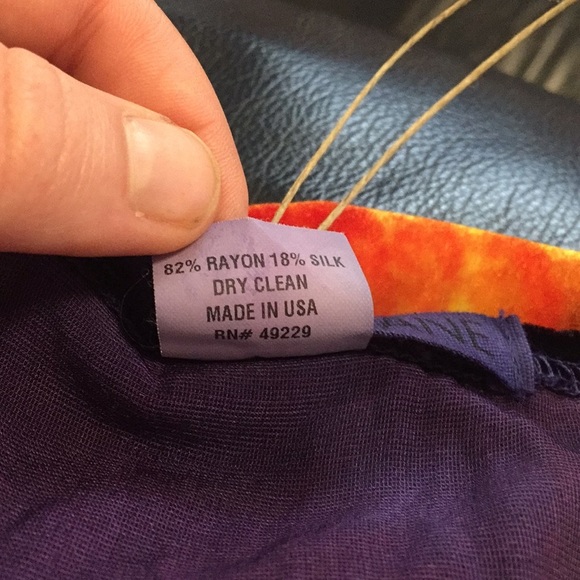 82% RAYON 18% SILK
DRY CLEAN
MADE IN USA
RN# 49229